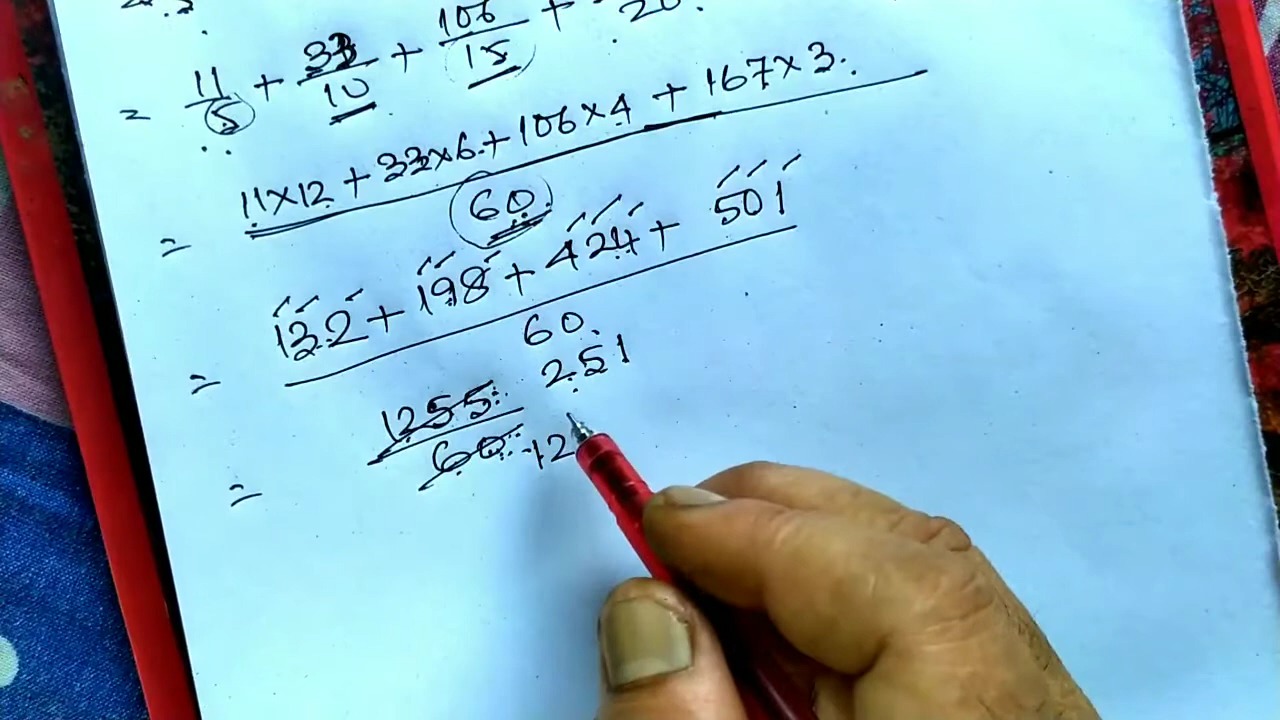 = 11/5 + 33/10 + 106/15 + 20.
= 11×12 + 33×6 + 106×4 + 167×3. / 60.
= 132 + 198 + 424 + 501 / 60.
= 1255 / 60 251 12